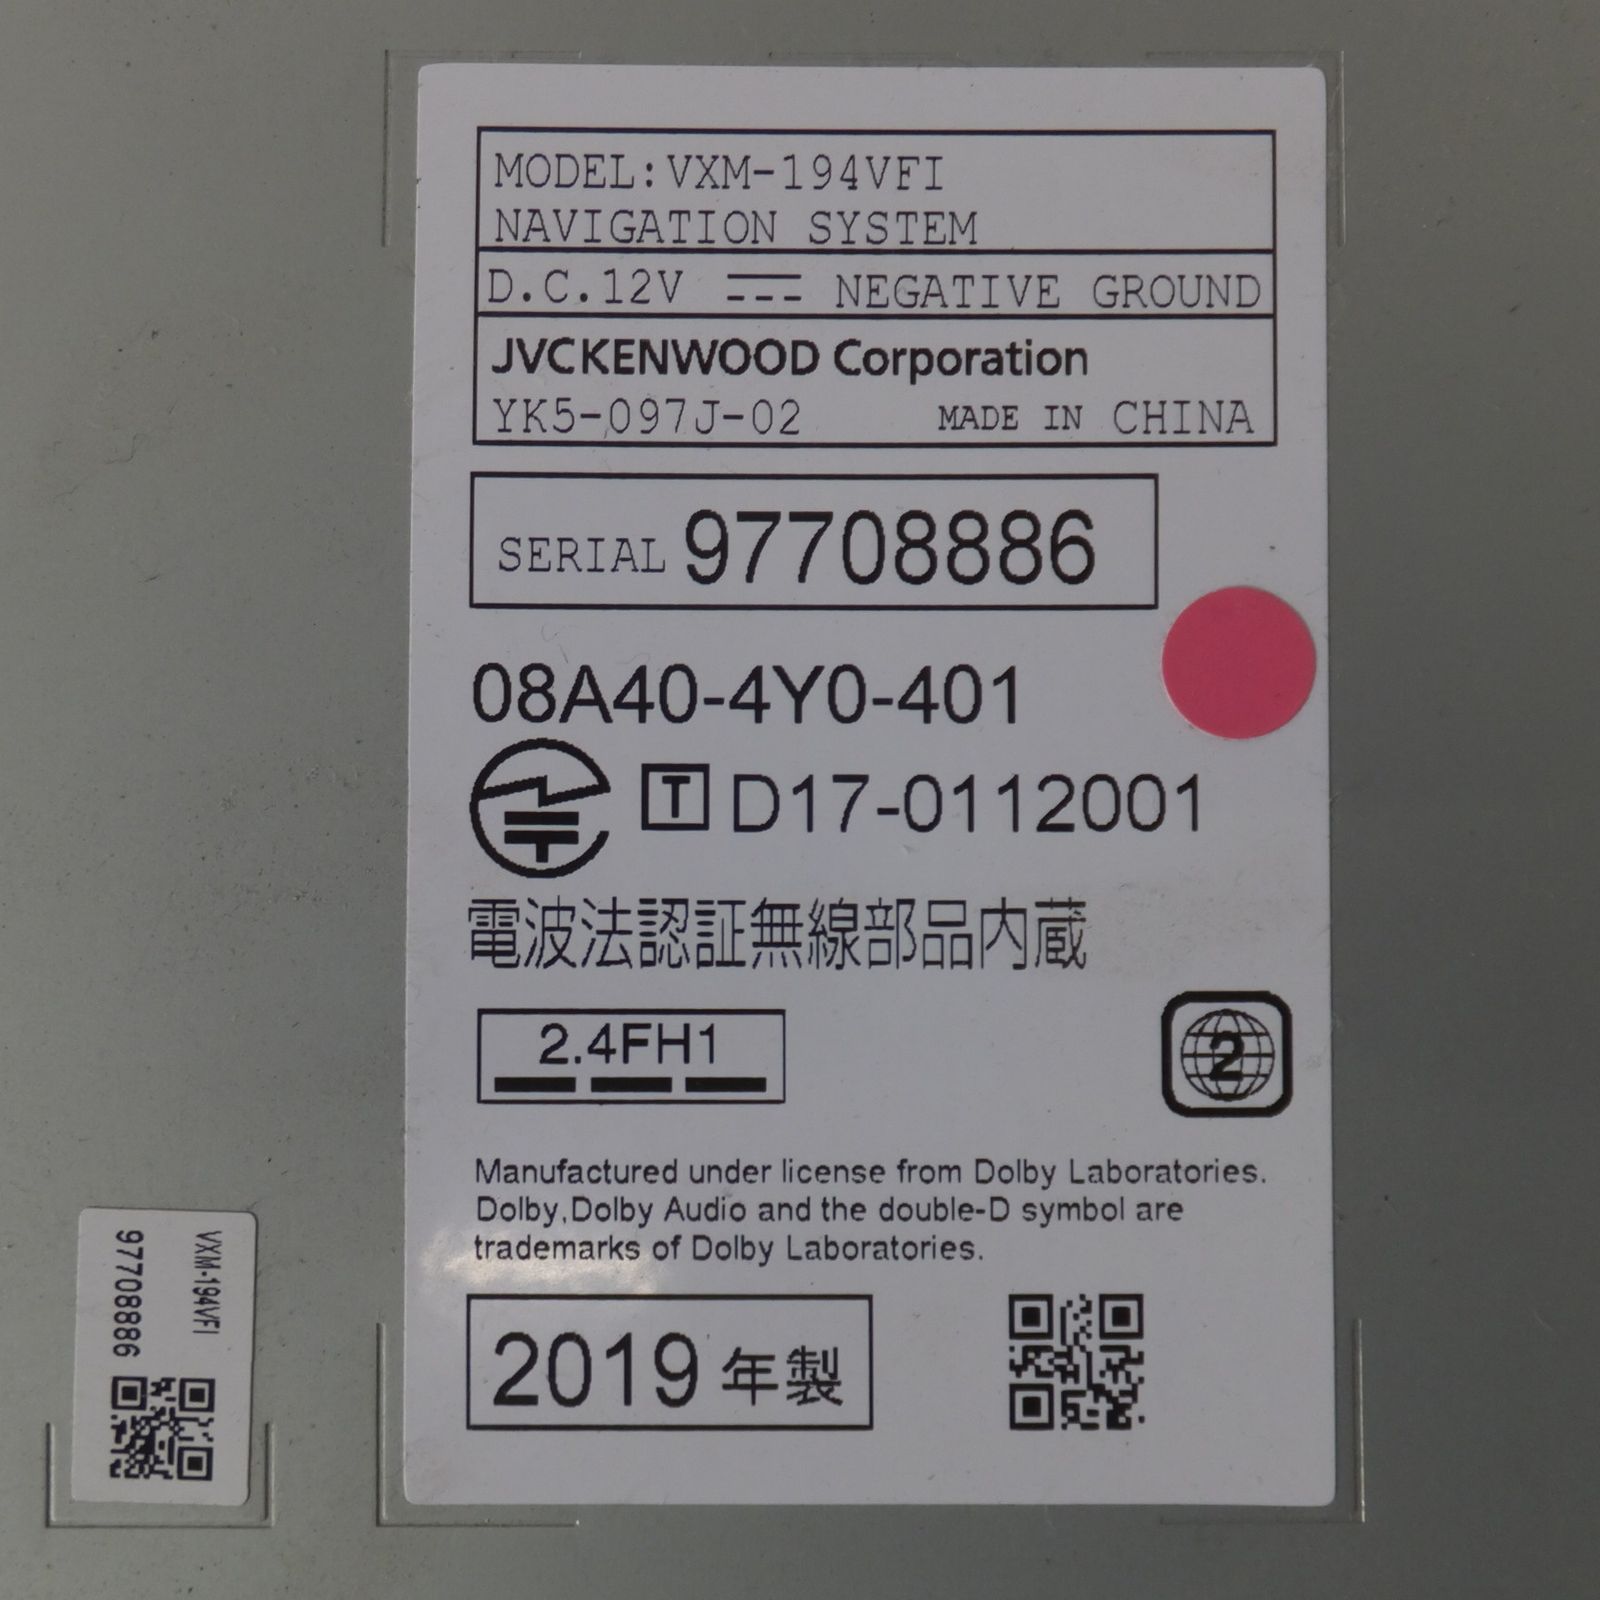 MODEL:VXM-194VFI
NAVIGATION SYSTEM
D.C.12V NEGATIVE GROUND
JVCKENWOOD Corporation
YK5-097J-02 MADE IN CHINA
SERIAL 97708886
08A40-4Y0-401
T D17-0112001
電波法認証無線部品内蔵
2.4FH1
2
Manufactured under license from Dolby Laboratories.
Dolby,Dolby Audio and the double-D symbol are
trademarks of Dolby Laboratories.
2019 年製
VXM-194VFI
97708886